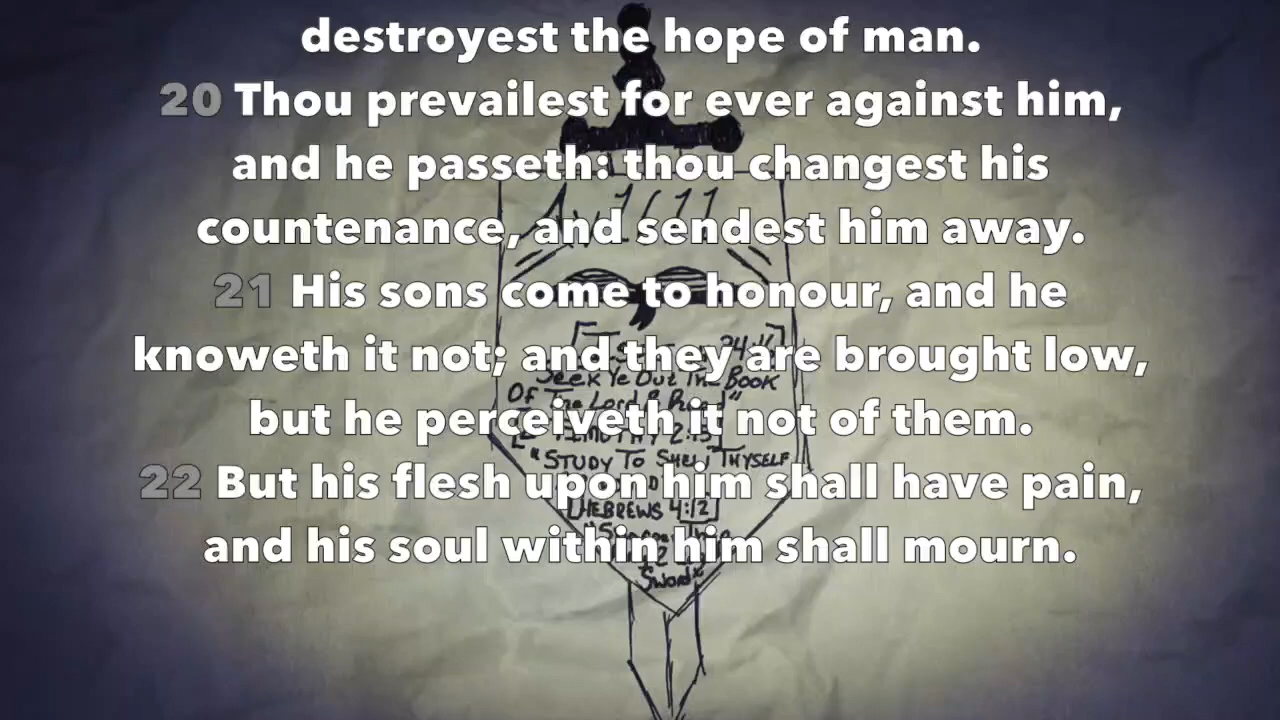 destroyest the hope of man.
20 Thou prevailest for ever against him,
and he passeth: thou changest his
countenance, and sendest him away.
21 His sons come to honour, and he
knoweth it not; and they are brought low,
but he perceiveth it not of them.
22 But his flesh upon him shall have pain,
and his soul within him shall mourn.
1611
Seek Ye Out The Book
Of The Lord &
2:15
"STUDY TO THYSELF
HEBREWS 4:12
Sword"